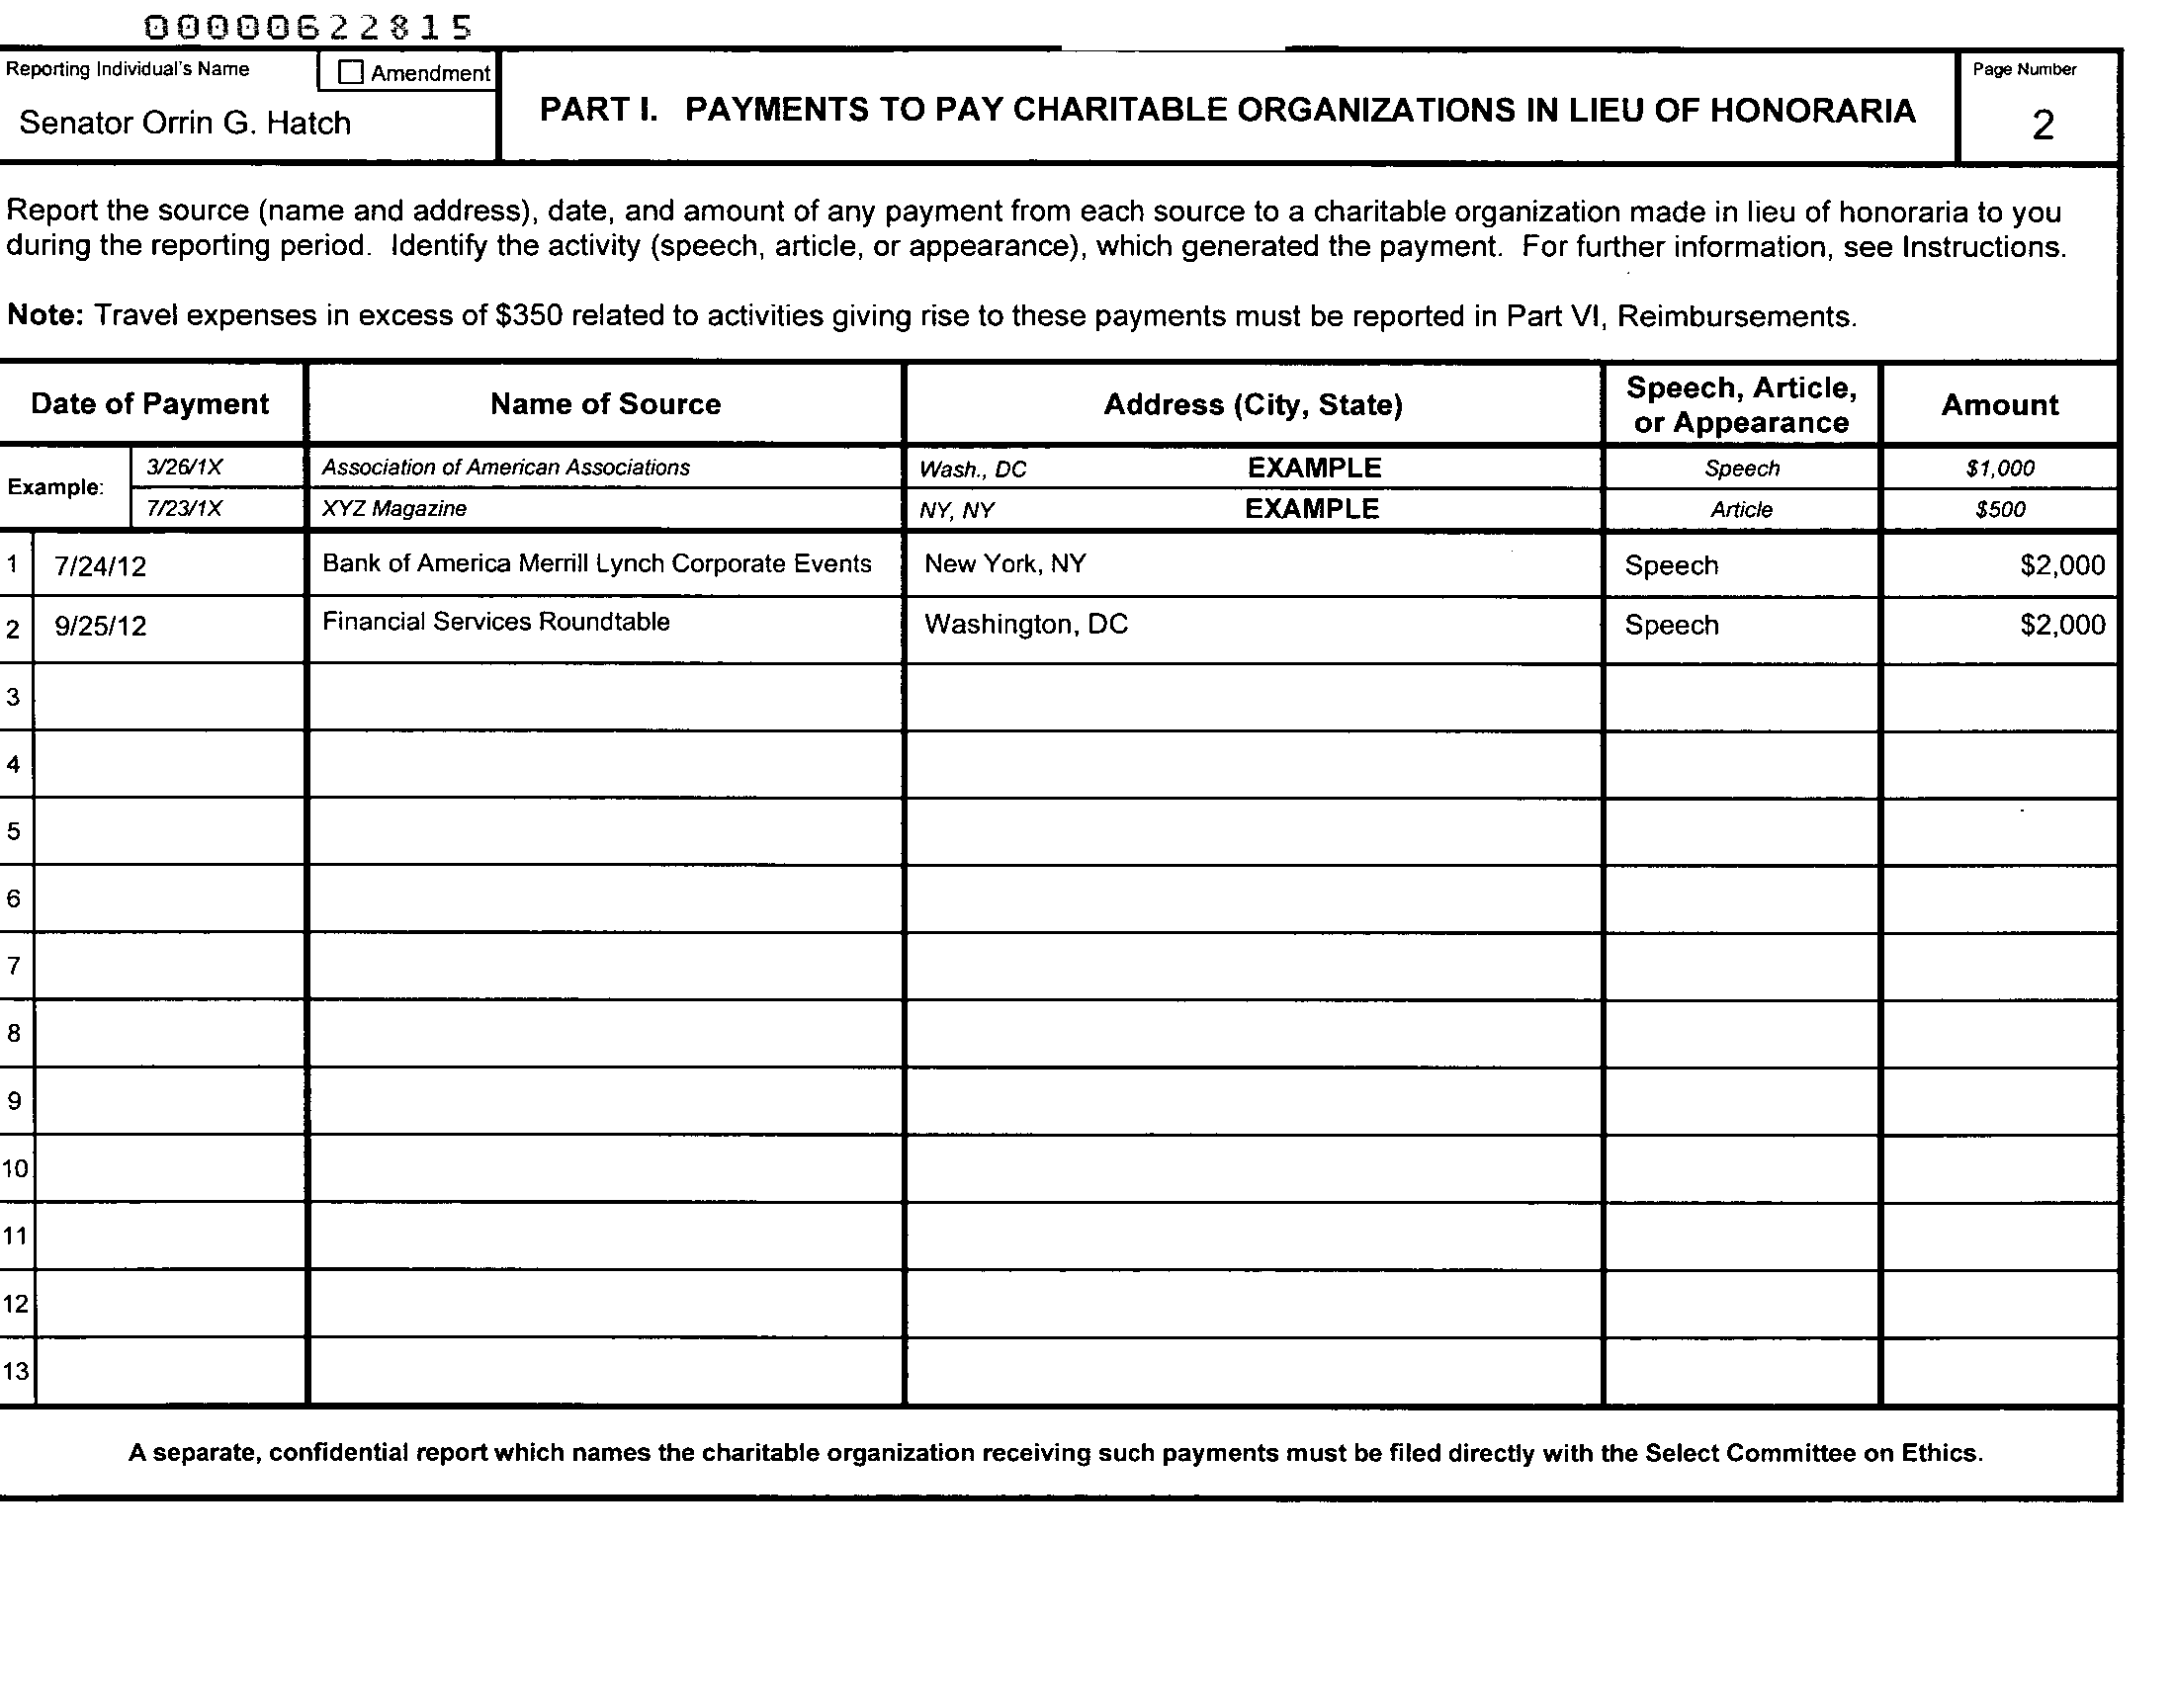 00000622815
Reporting Individual's Name
Amendment
Senator Orrin G. Hatch
PART I. PAYMENTS TO PAY CHARITABLE ORGANIZATIONS IN LIEU OF HONORARIA
Page Number
2
Report the source (name and address), date, and amount of any payment from each source to a charitable organization made in lieu of honoraria to you
during the reporting period. Identify the activity (speech, article, or appearance), which generated the payment. For further information, see Instructions.
Note: Travel expenses in excess of $350 related to activities giving rise to these payments must be reported in Part VI, Reimbursements.
Date of Payment Name of Source Address (City, State) Speech, Article, or Appearance Amount
Example: 3/26/1X Association of American Associations Wash., DC EXAMPLE Speech $1,000
7/23/1X XYZ Magazine NY, NY EXAMPLE Article $500
1 7/24/12 Bank of America Merrill Lynch Corporate Events New York, NY Speech $2,000
2 9/25/12 Financial Services Roundtable Washington, DC Speech $2,000
3
4
5
6
7
8
9
10
11
12
13
A separate, confidential report which names the charitable organization receiving such payments must be filed directly with the Select Committee on Ethics.